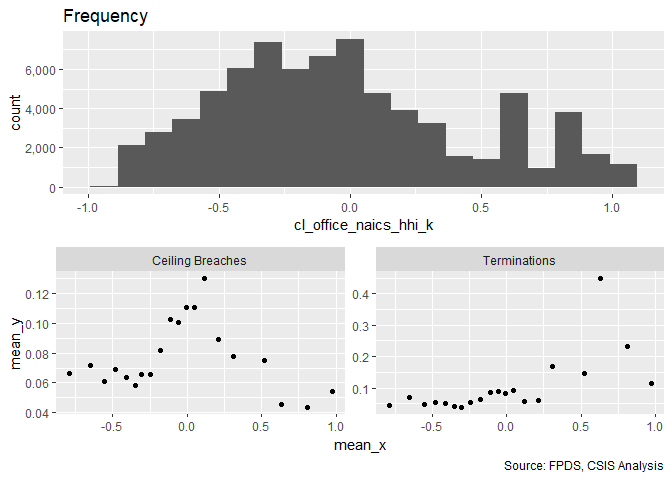 Frequency
6,000
4,000
2,000
0
count
-1.0 -0.5 0.0 0.5 1.0
cl_office_naics_hhi_k
Ceiling Breaches
Terminations
0.12
0.10
0.08
0.06
0.04
mean_y
0.4
0.3
0.2
0.1
-0.5 0.0 0.5 1.0
-0.5 0.0 0.5 1.0
mean_x
Source: FPDS, CSIS Analysis